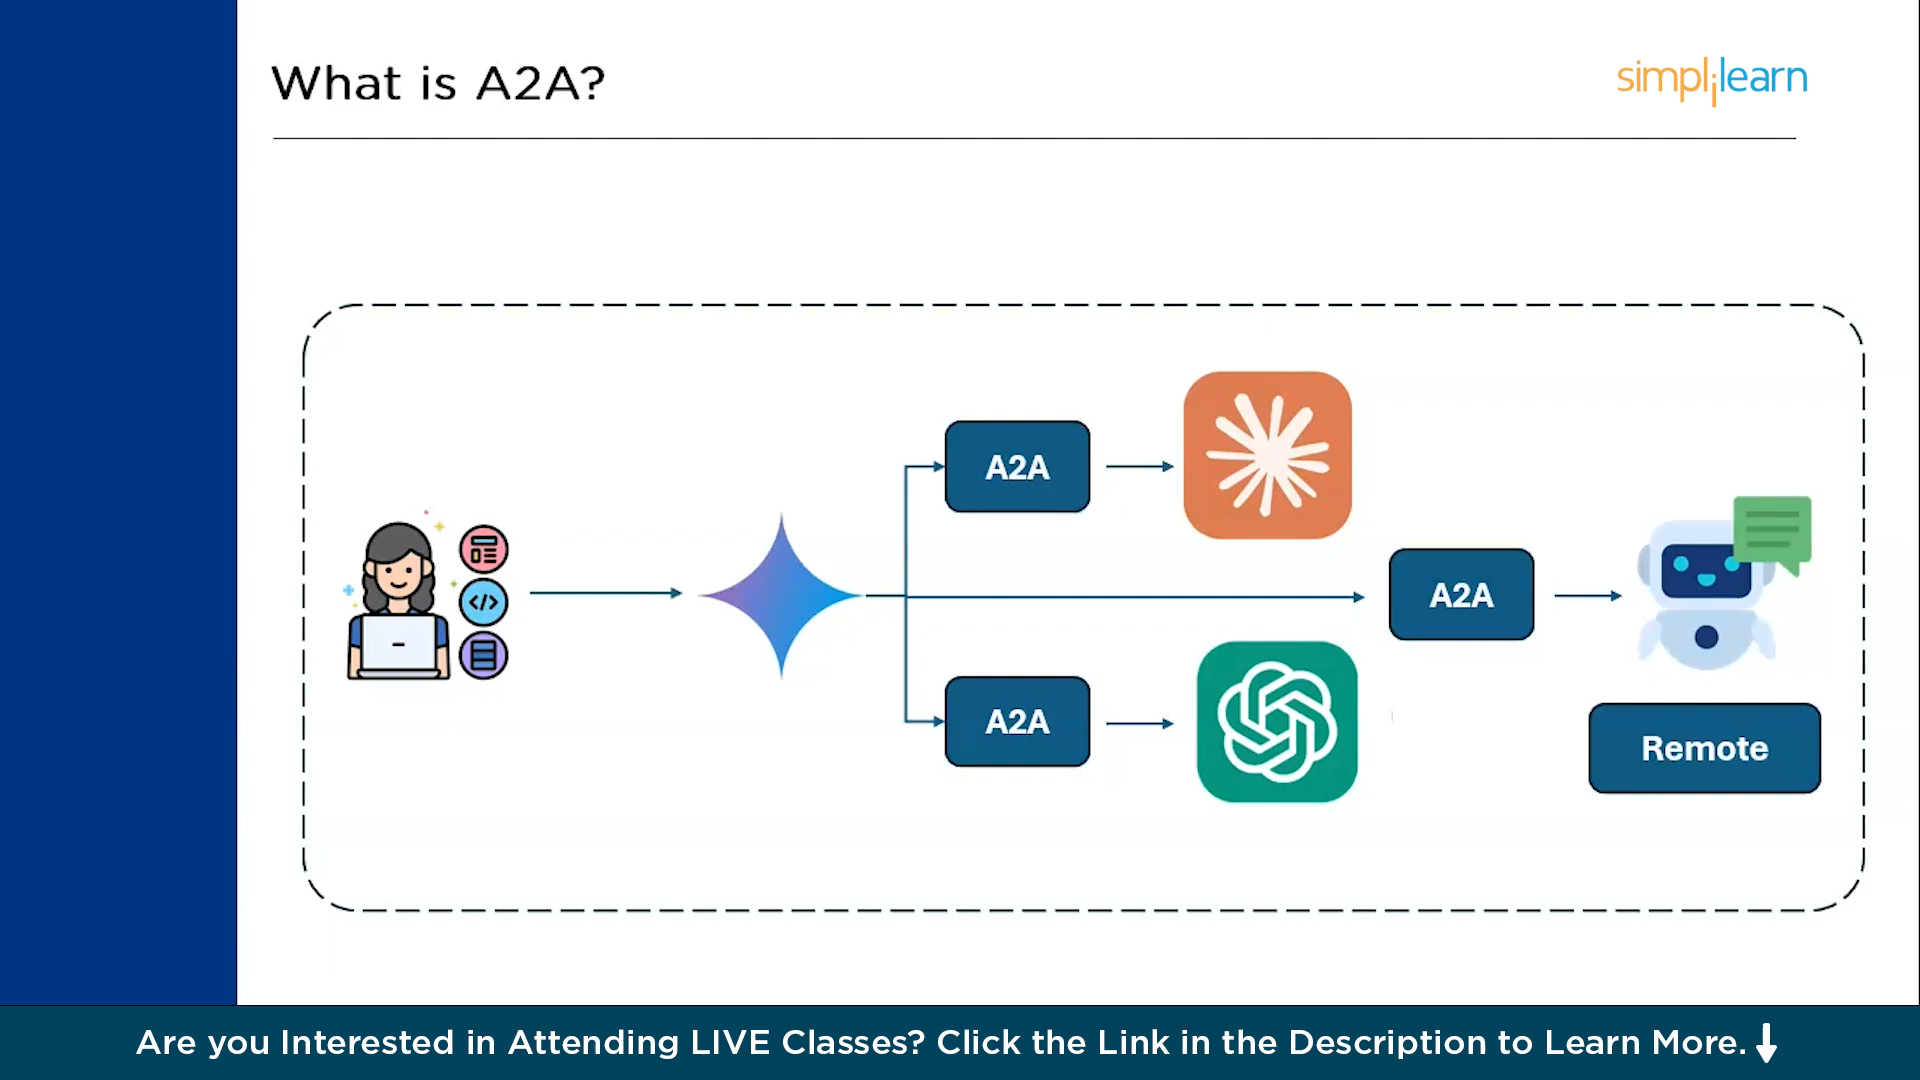 What is A2A?
simplilearn
A2A
A2A
A2A
Remote
Are you Interested in Attending LIVE Classes? Click the Link in the Description to Learn More.